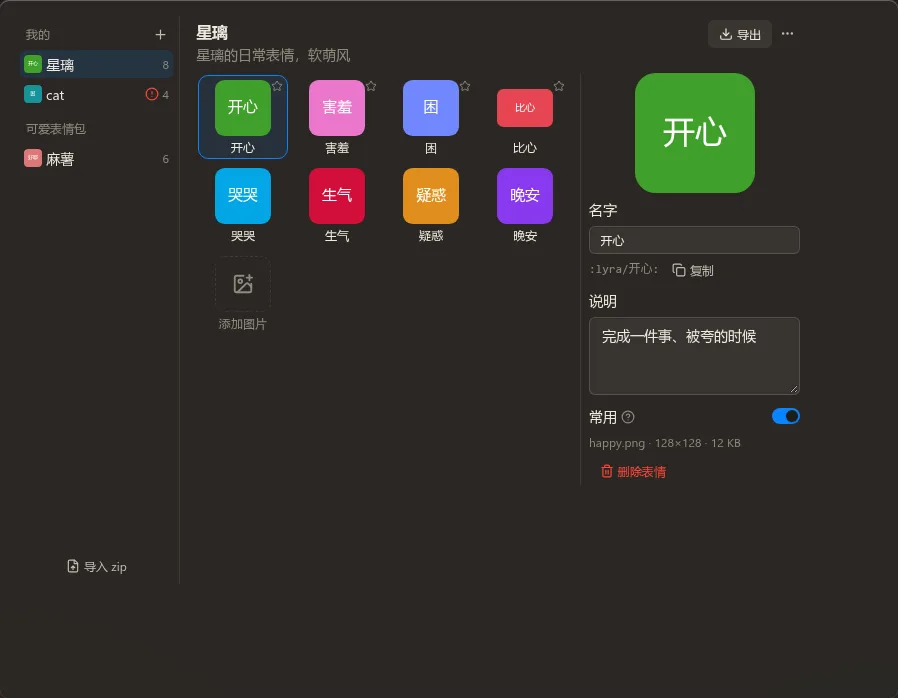 我的
开心 星璃 8
困 cat 4
可爱表情包
麻薯 6
导入 zip
星璃
星璃的日常表情，软萌风
导出
开心 害羞 困 比心
开心 害羞 困 比心
哭哭 生气 疑惑 晚安
哭哭 生气 疑惑 晚安
添加图片
开心
名字
开心
:lyra/开心: 复制
说明
完成一件事、被夸的时候
常用
happy.png · 128×128 · 12 KB
删除表情